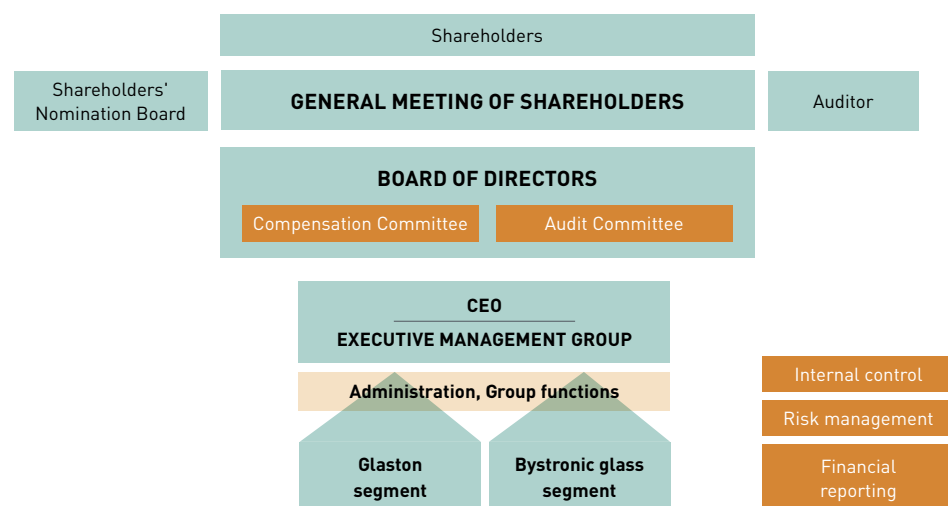 Shareholders
Shareholders'
Nomination Board
GENERAL MEETING OF SHAREHOLDERS
Auditor
BOARD OF DIRECTORS
Compensation Committee
Audit Committee
CEO
EXECUTIVE MANAGEMENT GROUP
Administration, Group functions
Glaston
segment
Bystronic glass
segment
Internal control
Risk management
Financial
reporting